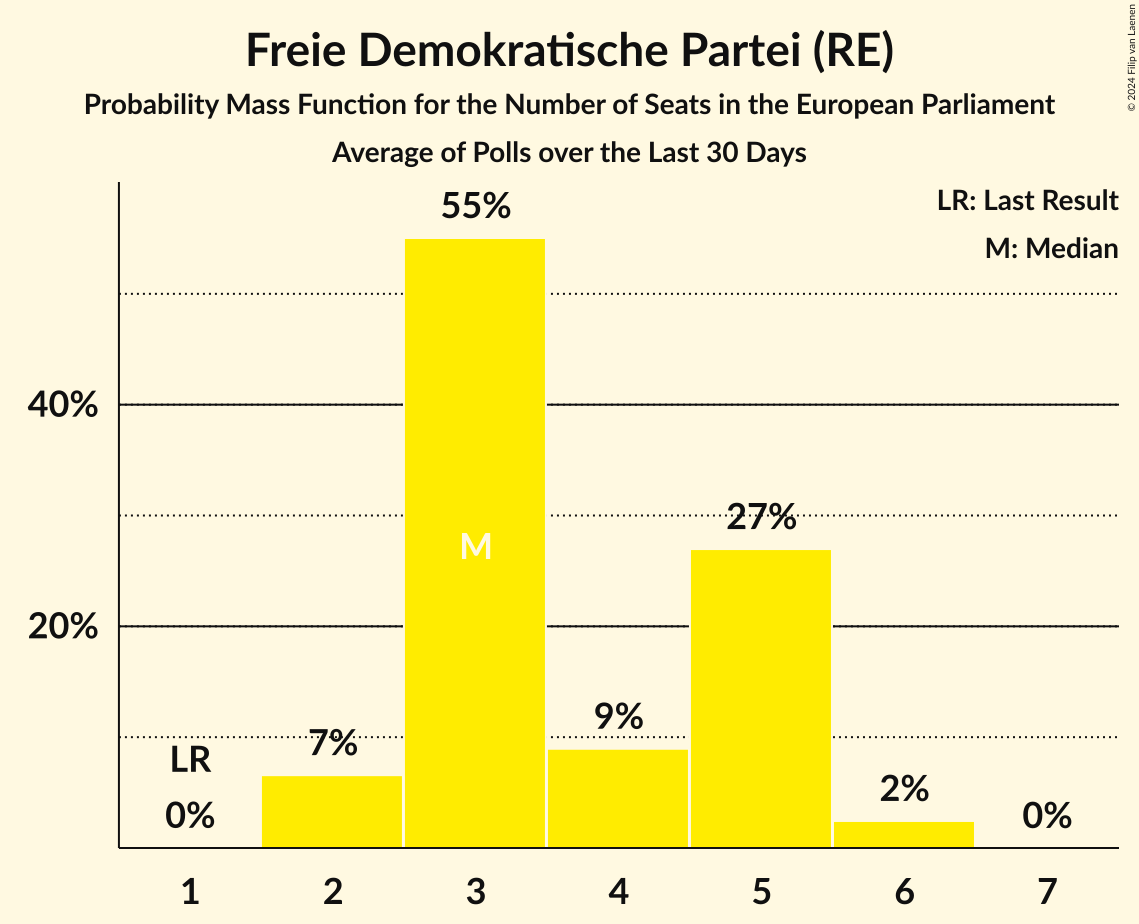 Freie Demokratische Partei (RE)
Probability Mass Function for the Number of Seats in the European Parliament
Average of Polls over the Last 30 Days
© 2024 Filip van Laenen
LR: Last Result
M: Median
55%
40%
M
27%
20%
9%
7%
LR
2%
0%
0%
1 2 3 4 5 6 7